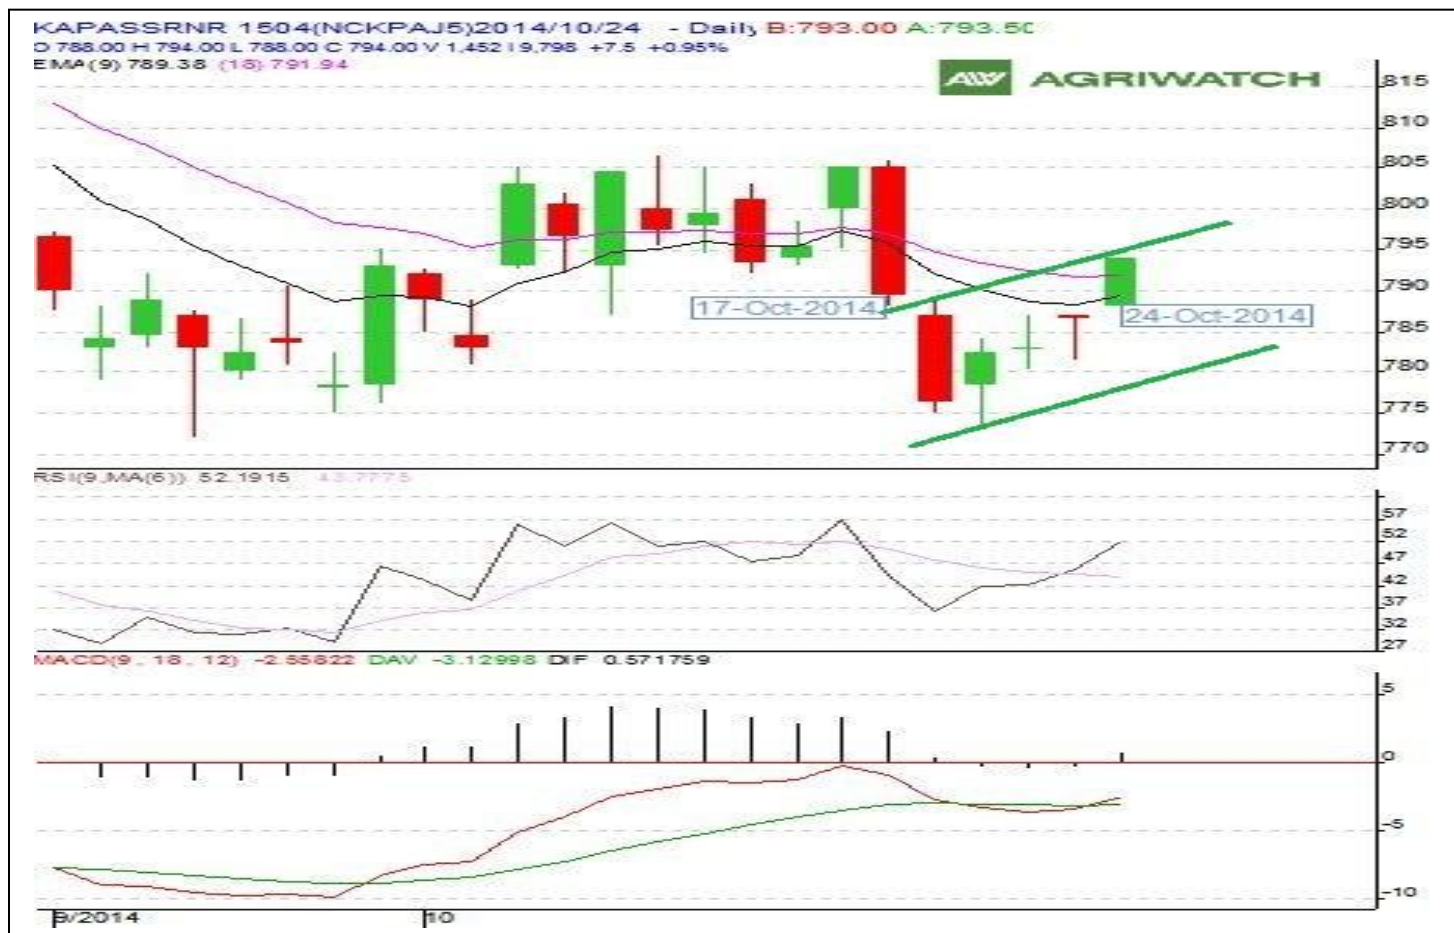 KAPASSRNR 1504(NCKPAJ5)2014/10/24 - Daily B:793.00 A:793.50
O 788.00 H 794.00 L 788.00 C 794.00 V 1,452 I 9,798 +7.5 +0.95%
EMA(9) 789.38 (18) 791.94
AW AGRIWATCH
815
810
805
800
795
790
17-Oct-2014
24-Oct-2014
785
780
775
770
RSI(9,MA(6)) 52.1915 43.7775
57
52
47
42
37
32
27
MACD(9, 18, 12) -2.55822 DAV -3.12998 DIF 0.571759
5
0
-5
-10
9/2014
10